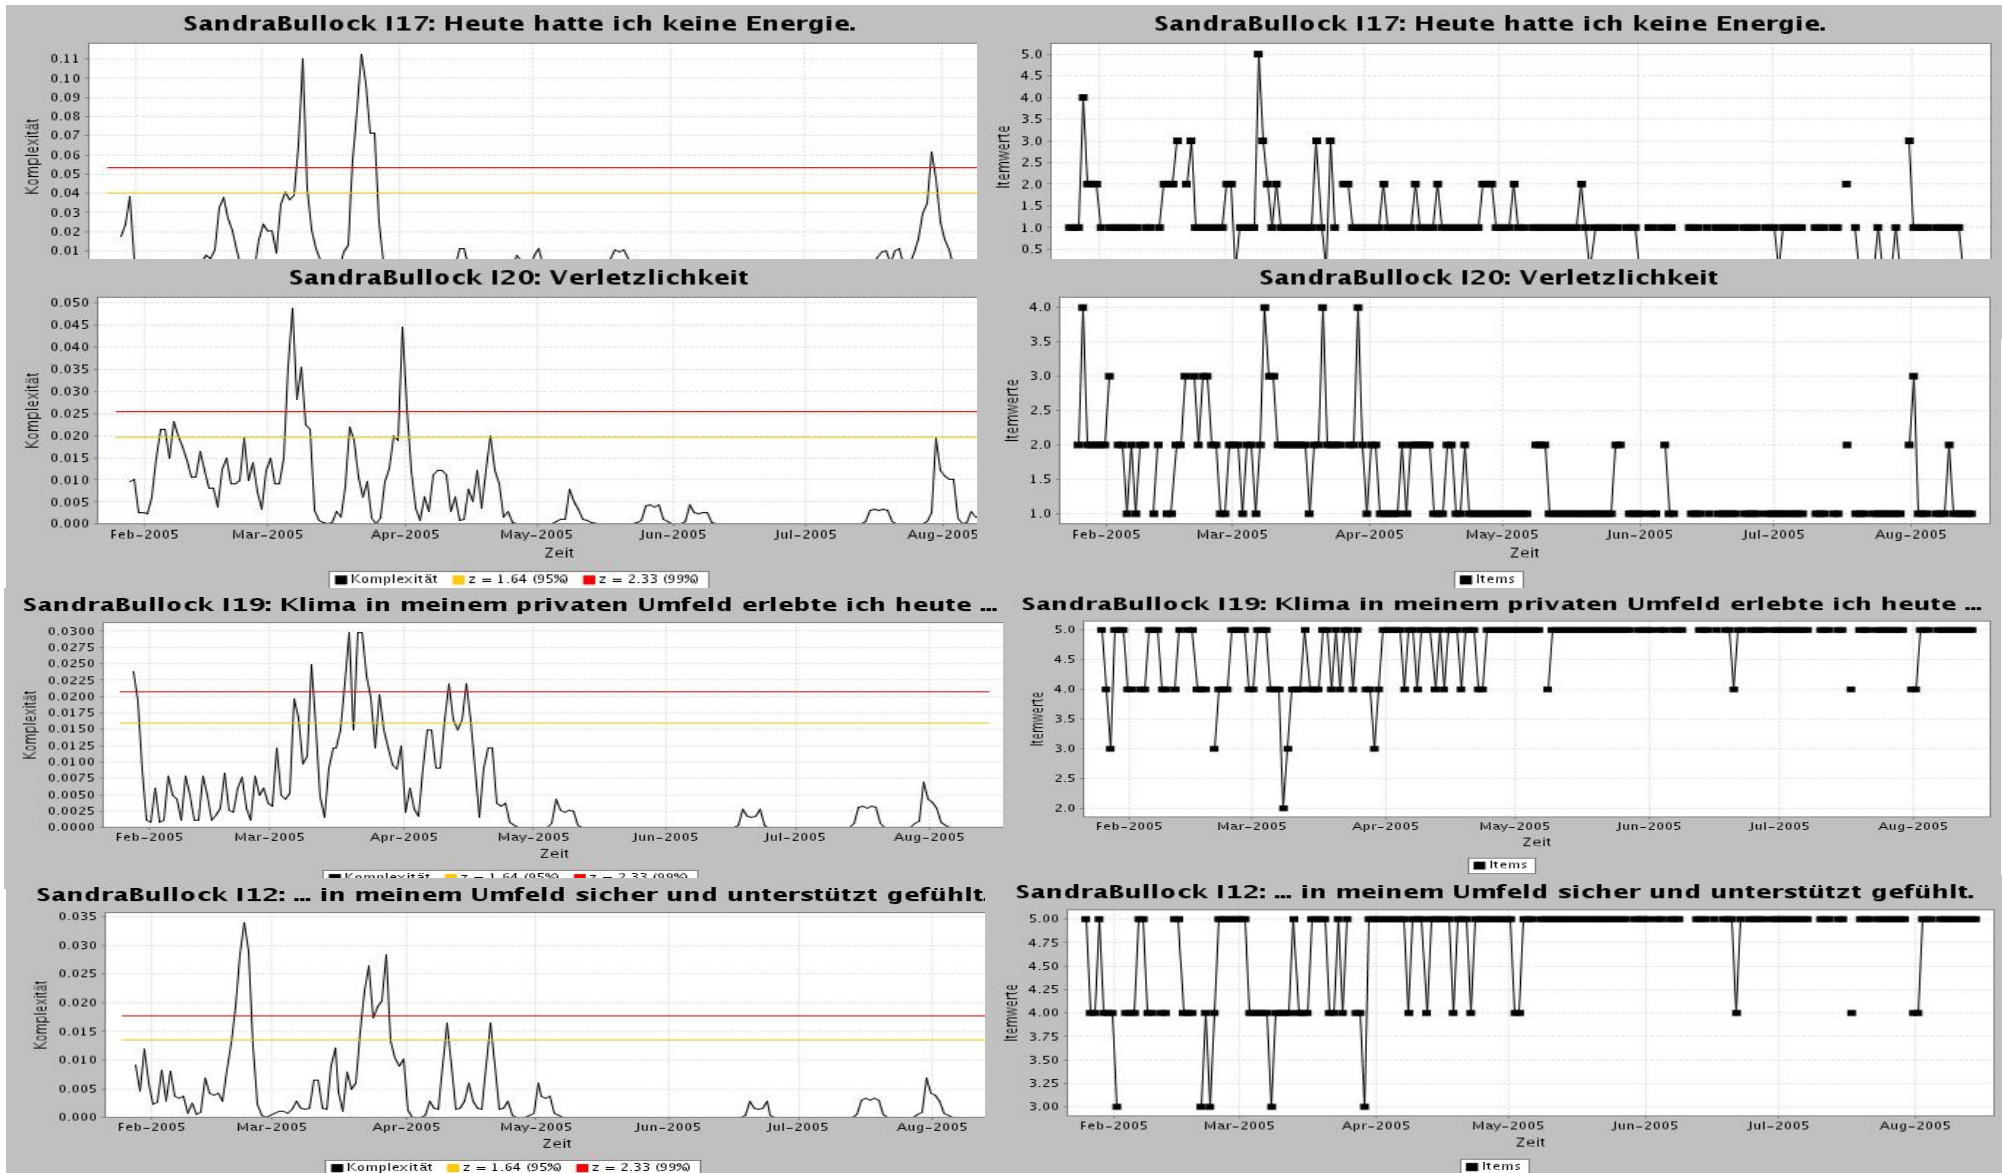 SandraBullock I17: Heute hatte ich keine Energie.
Komplexität
0.11
0.10
0.09
0.08
0.07
0.06
0.05
0.04
0.03
0.02
0.01
SandraBullock I17: Heute hatte ich keine Energie.
Itemwerte
5.0
4.5
4.0
3.5
3.0
2.5
2.0
1.5
1.0
0.5
SandraBullock I20: Verletzlichkeit
Komplexität
0.050
0.045
0.040
0.035
0.030
0.025
0.020
0.015
0.010
0.005
0.000
Feb-2005 Mar-2005 Apr-2005 May-2005 Jun-2005 Jul-2005 Aug-2005
Zeit
Komplexität z = 1.64 (95%) z = 2.33 (99%)
SandraBullock I20: Verletzlichkeit
Itemwerte
4.0
3.5
3.0
2.5
2.0
1.5
1.0
Feb-2005 Mar-2005 Apr-2005 May-2005 Jun-2005 Jul-2005 Aug-2005
Zeit
Items
SandraBullock I19: Klima in meinem privaten Umfeld erlebte ich heute ...
Komplexität
0.0300
0.0275
0.0250
0.0225
0.0200
0.0175
0.0150
0.0125
0.0100
0.0075
0.0050
0.0025
0.0000
Feb-2005 Mar-2005 Apr-2005 May-2005 Jun-2005 Jul-2005 Aug-2005
Zeit
Komplexität z = 1.64 (95%) z = 2.33 (99%)
SandraBullock I19: Klima in meinem privaten Umfeld erlebte ich heute ...
Itemwerte
5.0
4.5
4.0
3.5
3.0
2.5
2.0
Feb-2005 Mar-2005 Apr-2005 May-2005 Jun-2005 Jul-2005 Aug-2005
Zeit
Items
SandraBullock I12: ... in meinem Umfeld sicher und unterstützt gefühlt.
Komplexität
0.035
0.030
0.025
0.020
0.015
0.010
0.005
0.000
Feb-2005 Mar-2005 Apr-2005 May-2005 Jun-2005 Jul-2005 Aug-2005
Zeit
Komplexität z = 1.64 (95%) z = 2.33 (99%)
SandraBullock I12: ... in meinem Umfeld sicher und unterstützt gefühlt.
Itemwerte
5.00
4.75
4.50
4.25
4.00
3.75
3.50
3.25
3.00
Feb-2005 Mar-2005 Apr-2005 May-2005 Jun-2005 Jul-2005 Aug-2005
Zeit
Items